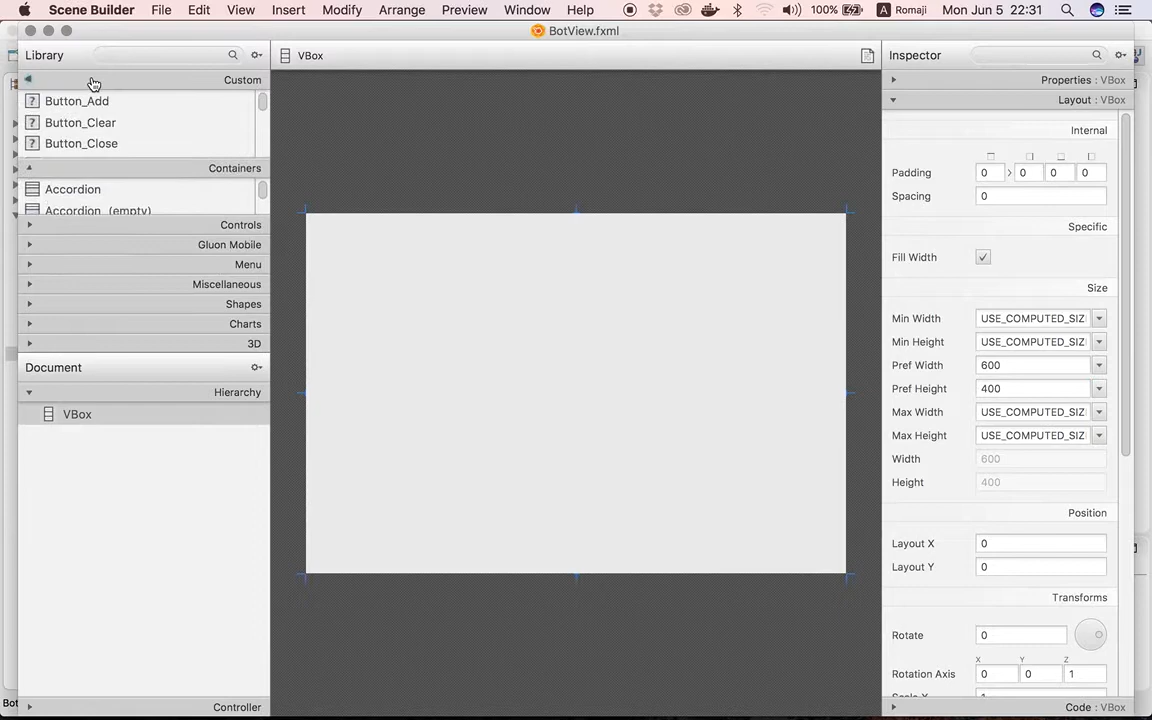 Scene Builder File Edit View Insert Modify Arrange Preview Window Help 100% A Romaji Mon Jun 5 22:31
BotView.fxml
Library
VBox
Inspector
Custom
Properties : VBox
Button_Add
Layout : VBox
Button_Clear
Internal
Button_Close
Containers
Padding 0 0 0 0
Accordion
Spacing 0
Accordion (empty)
Controls
Specific
Gluon Mobile
Fill Width
Menu
Miscellaneous
Size
Shapes
Min Width USE_COMPUTED_SIZ
Charts
Min Height USE_COMPUTED_SIZ
3D
Pref Width 600
Document
Pref Height 400
Hierarchy
Max Width USE_COMPUTED_SIZ
VBox
Max Height USE_COMPUTED_SIZ
Width 600
Height 400
Position
Layout X 0
Layout Y 0
Transforms
Rotate 0
X Y Z
Rotation Axis 0 0 1
Bot
Controller
Code : VBox